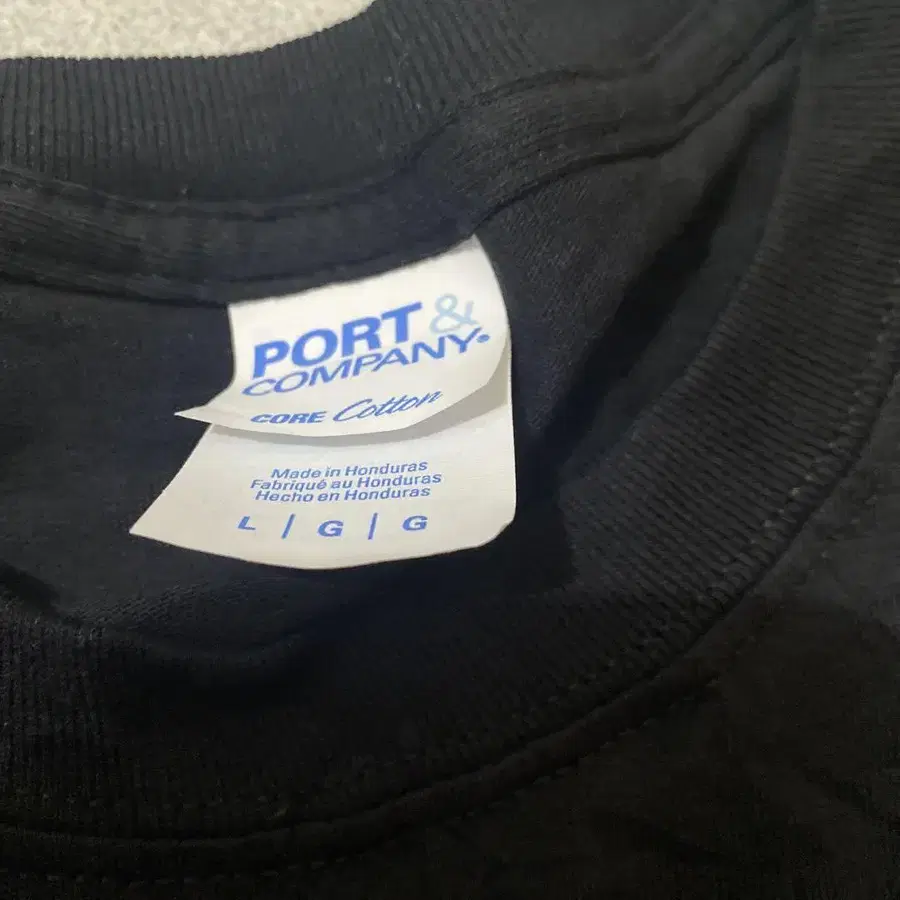 PORT &
COMPANY®
CORE Cotton
Made in Honduras
Fabriqué au Honduras
Hecho en Honduras
L / G / G